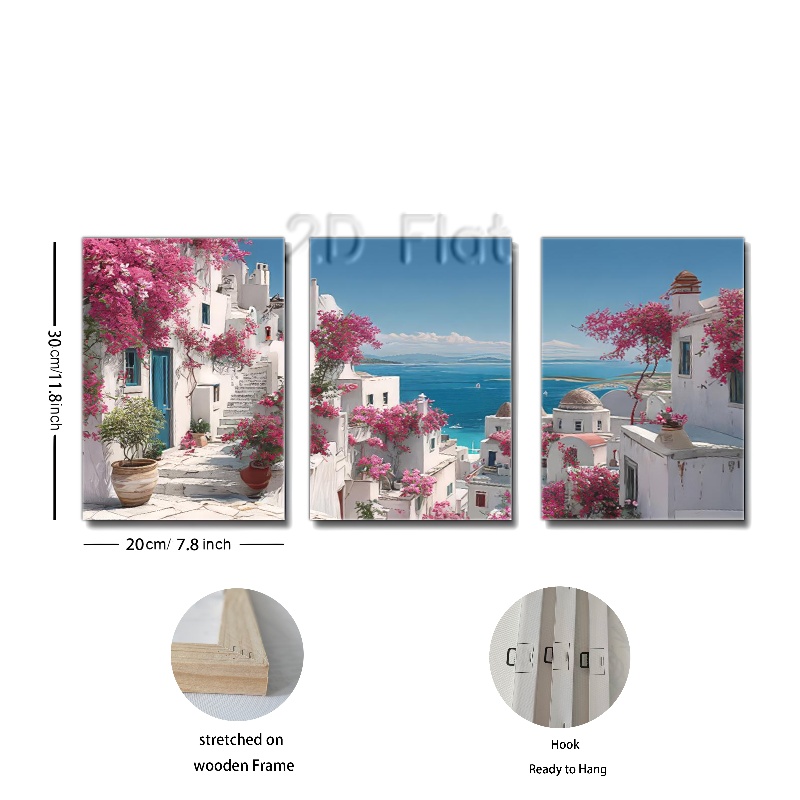 2D Flat
30cm/11.8inch
20cm/ 7.8 inch
stretched on
wooden Frame
Hook
Ready to Hang